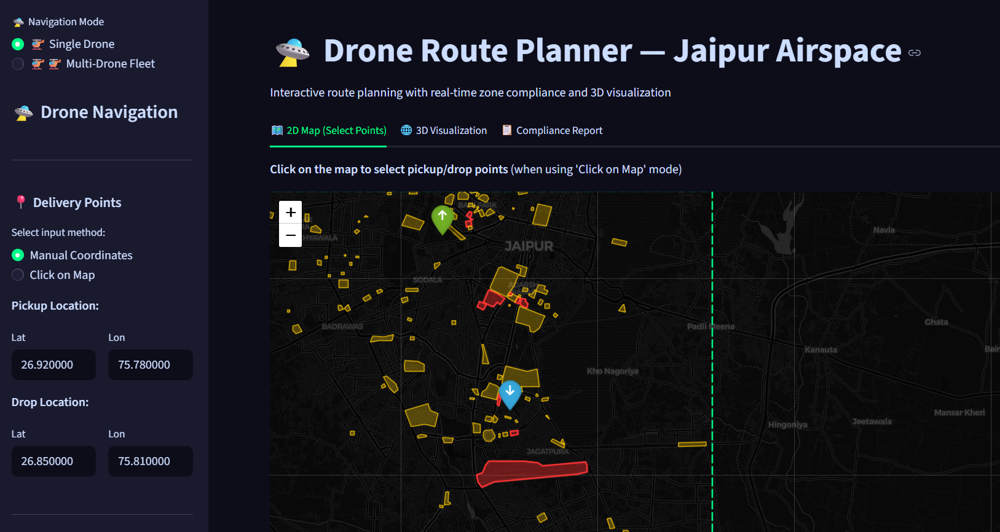 Navigation Mode
Single Drone
Multi-Drone Fleet
Drone Navigation
Delivery Points
Select input method:
Manual Coordinates
Click on Map
Pickup Location:
Lat Lon
26.920000 75.780000
Drop Location:
Lat Lon
26.850000 75.810000
Drone Route Planner — Jaipur Airspace
Interactive route planning with real-time zone compliance and 3D visualization
2D Map (Select Points) 3D Visualization Compliance Report
Click on the map to select pickup/drop points (when using 'Click on Map' mode)
+
−
JAIPUR
SODALA
BADRAWAS
Kho Nagoriya
JAGATPURA
Navla
Padli Meena
Ghata
Kanauta
Mansar Kheri
Jeetawala
Hingoniya